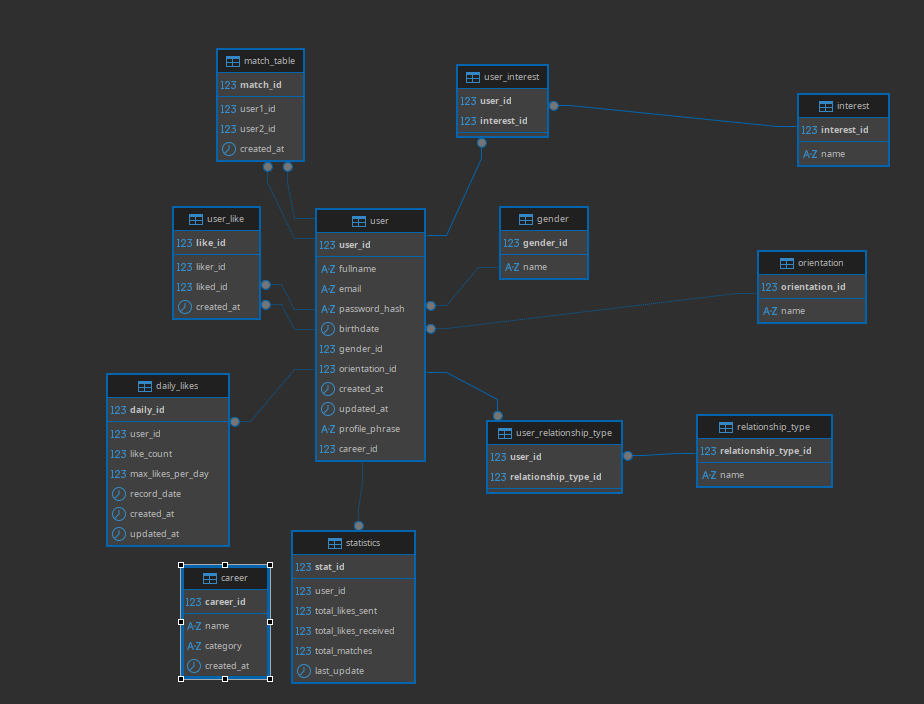 match_table
123 match_id
123 user1_id
123 user2_id
created_at
user_interest
123 user_id
123 interest_id
interest
123 interest_id
A-Z name
user_like
123 like_id
123 liker_id
123 liked_id
created_at
user
123 user_id
A-Z fullname
A-Z email
A-Z password_hash
birthdate
123 gender_id
123 orientation_id
created_at
updated_at
A-Z profile_phrase
123 career_id
gender
123 gender_id
A-Z name
orientation
123 orientation_id
A-Z name
daily_likes
123 daily_id
123 user_id
123 like_count
123 max_likes_per_day
record_date
created_at
updated_at
user_relationship_type
123 user_id
123 relationship_type_id
relationship_type
123 relationship_type_id
A-Z name
statistics
123 stat_id
123 user_id
123 total_likes_sent
123 total_likes_received
123 total_matches
last_update
career
123 career_id
A-Z name
A-Z category
created_at